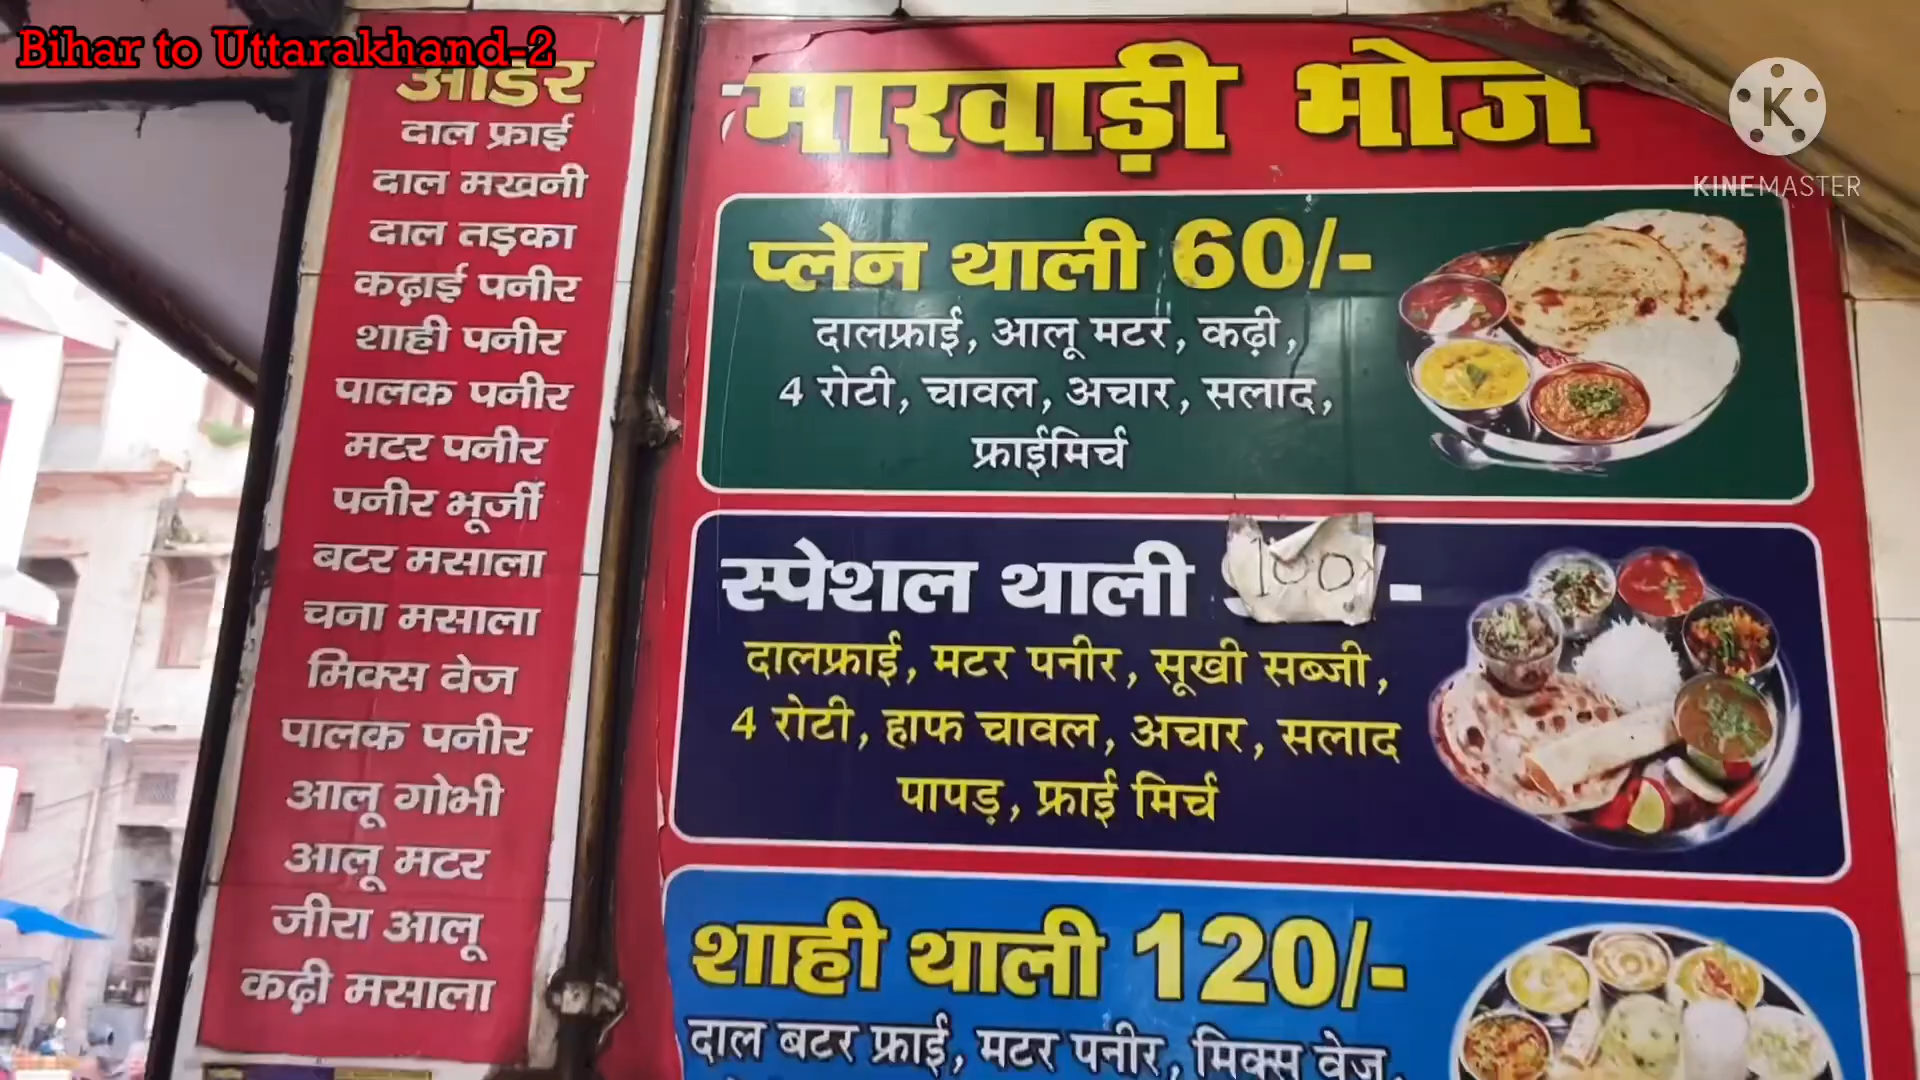 Bihar to Uttarakhand-2
आर्डर
दाल फ्राई
दाल मखनी
दाल तड़का
कढ़ाई पनीर
शाही पनीर
पालक पनीर
मटर पनीर
पनीर भूर्जी
बटर मसाला
चना मसाला
मिक्स वेज
पालक पनीर
आलू गोभी
आलू मटर
जीरा आलू
कढ़ी मसाला
मारवाड़ी भोज
प्लेन थाली 60/-
दालफ्राई, आलू मटर, कढ़ी,
4 रोटी, चावल, अचार, सलाद,
फ्राईमिर्च
स्पेशल थाली 100/-
दालफ्राई, मटर पनीर, सूखी सब्जी,
4 रोटी, हाफ चावल, अचार, सलाद
पापड़, फ्राई मिर्च
शाही थाली 120/-
दाल बटर फ्राई, मटर पनीर, मिक्स वेज,
K
KINEMASTER